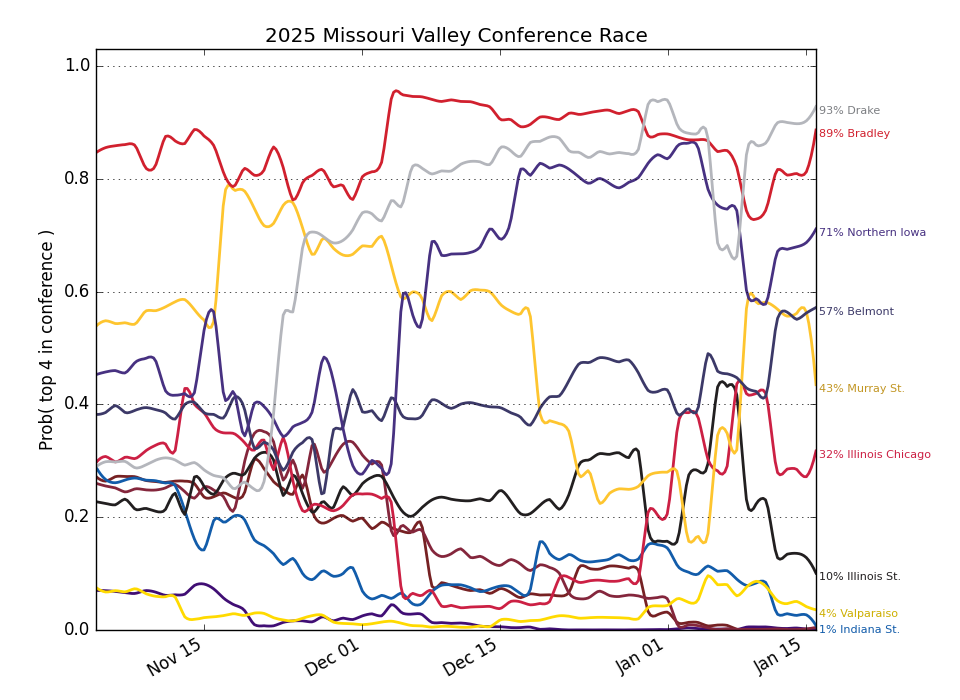 2025 Missouri Valley Conference Race
Prob( top 4 in conference )
1.0
0.8
0.6
0.4
0.2
0.0
Nov 15
Dec 01
Dec 15
Jan 01
Jan 15
93% Drake
89% Bradley
71% Northern Iowa
57% Belmont
43% Murray St.
32% Illinois Chicago
10% Illinois St.
4% Valparaiso
1% Indiana St.